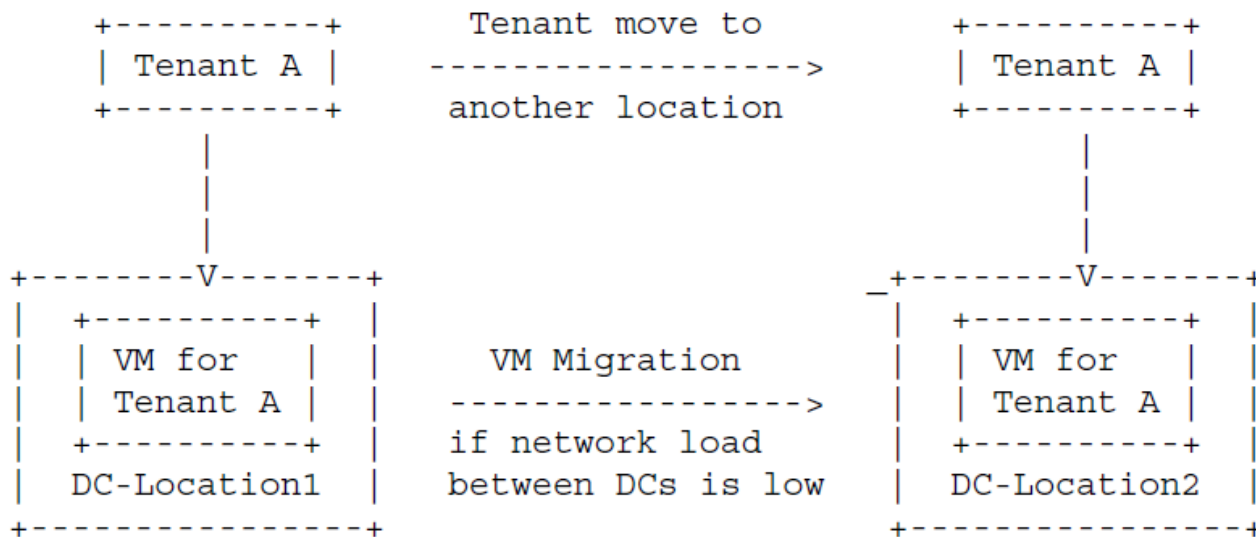 Tenant A
Tenant move to
another location
Tenant A
VM for
Tenant A
DC-Location1
VM Migration
if network load
between DCs is low
VM for
Tenant A
DC-Location2